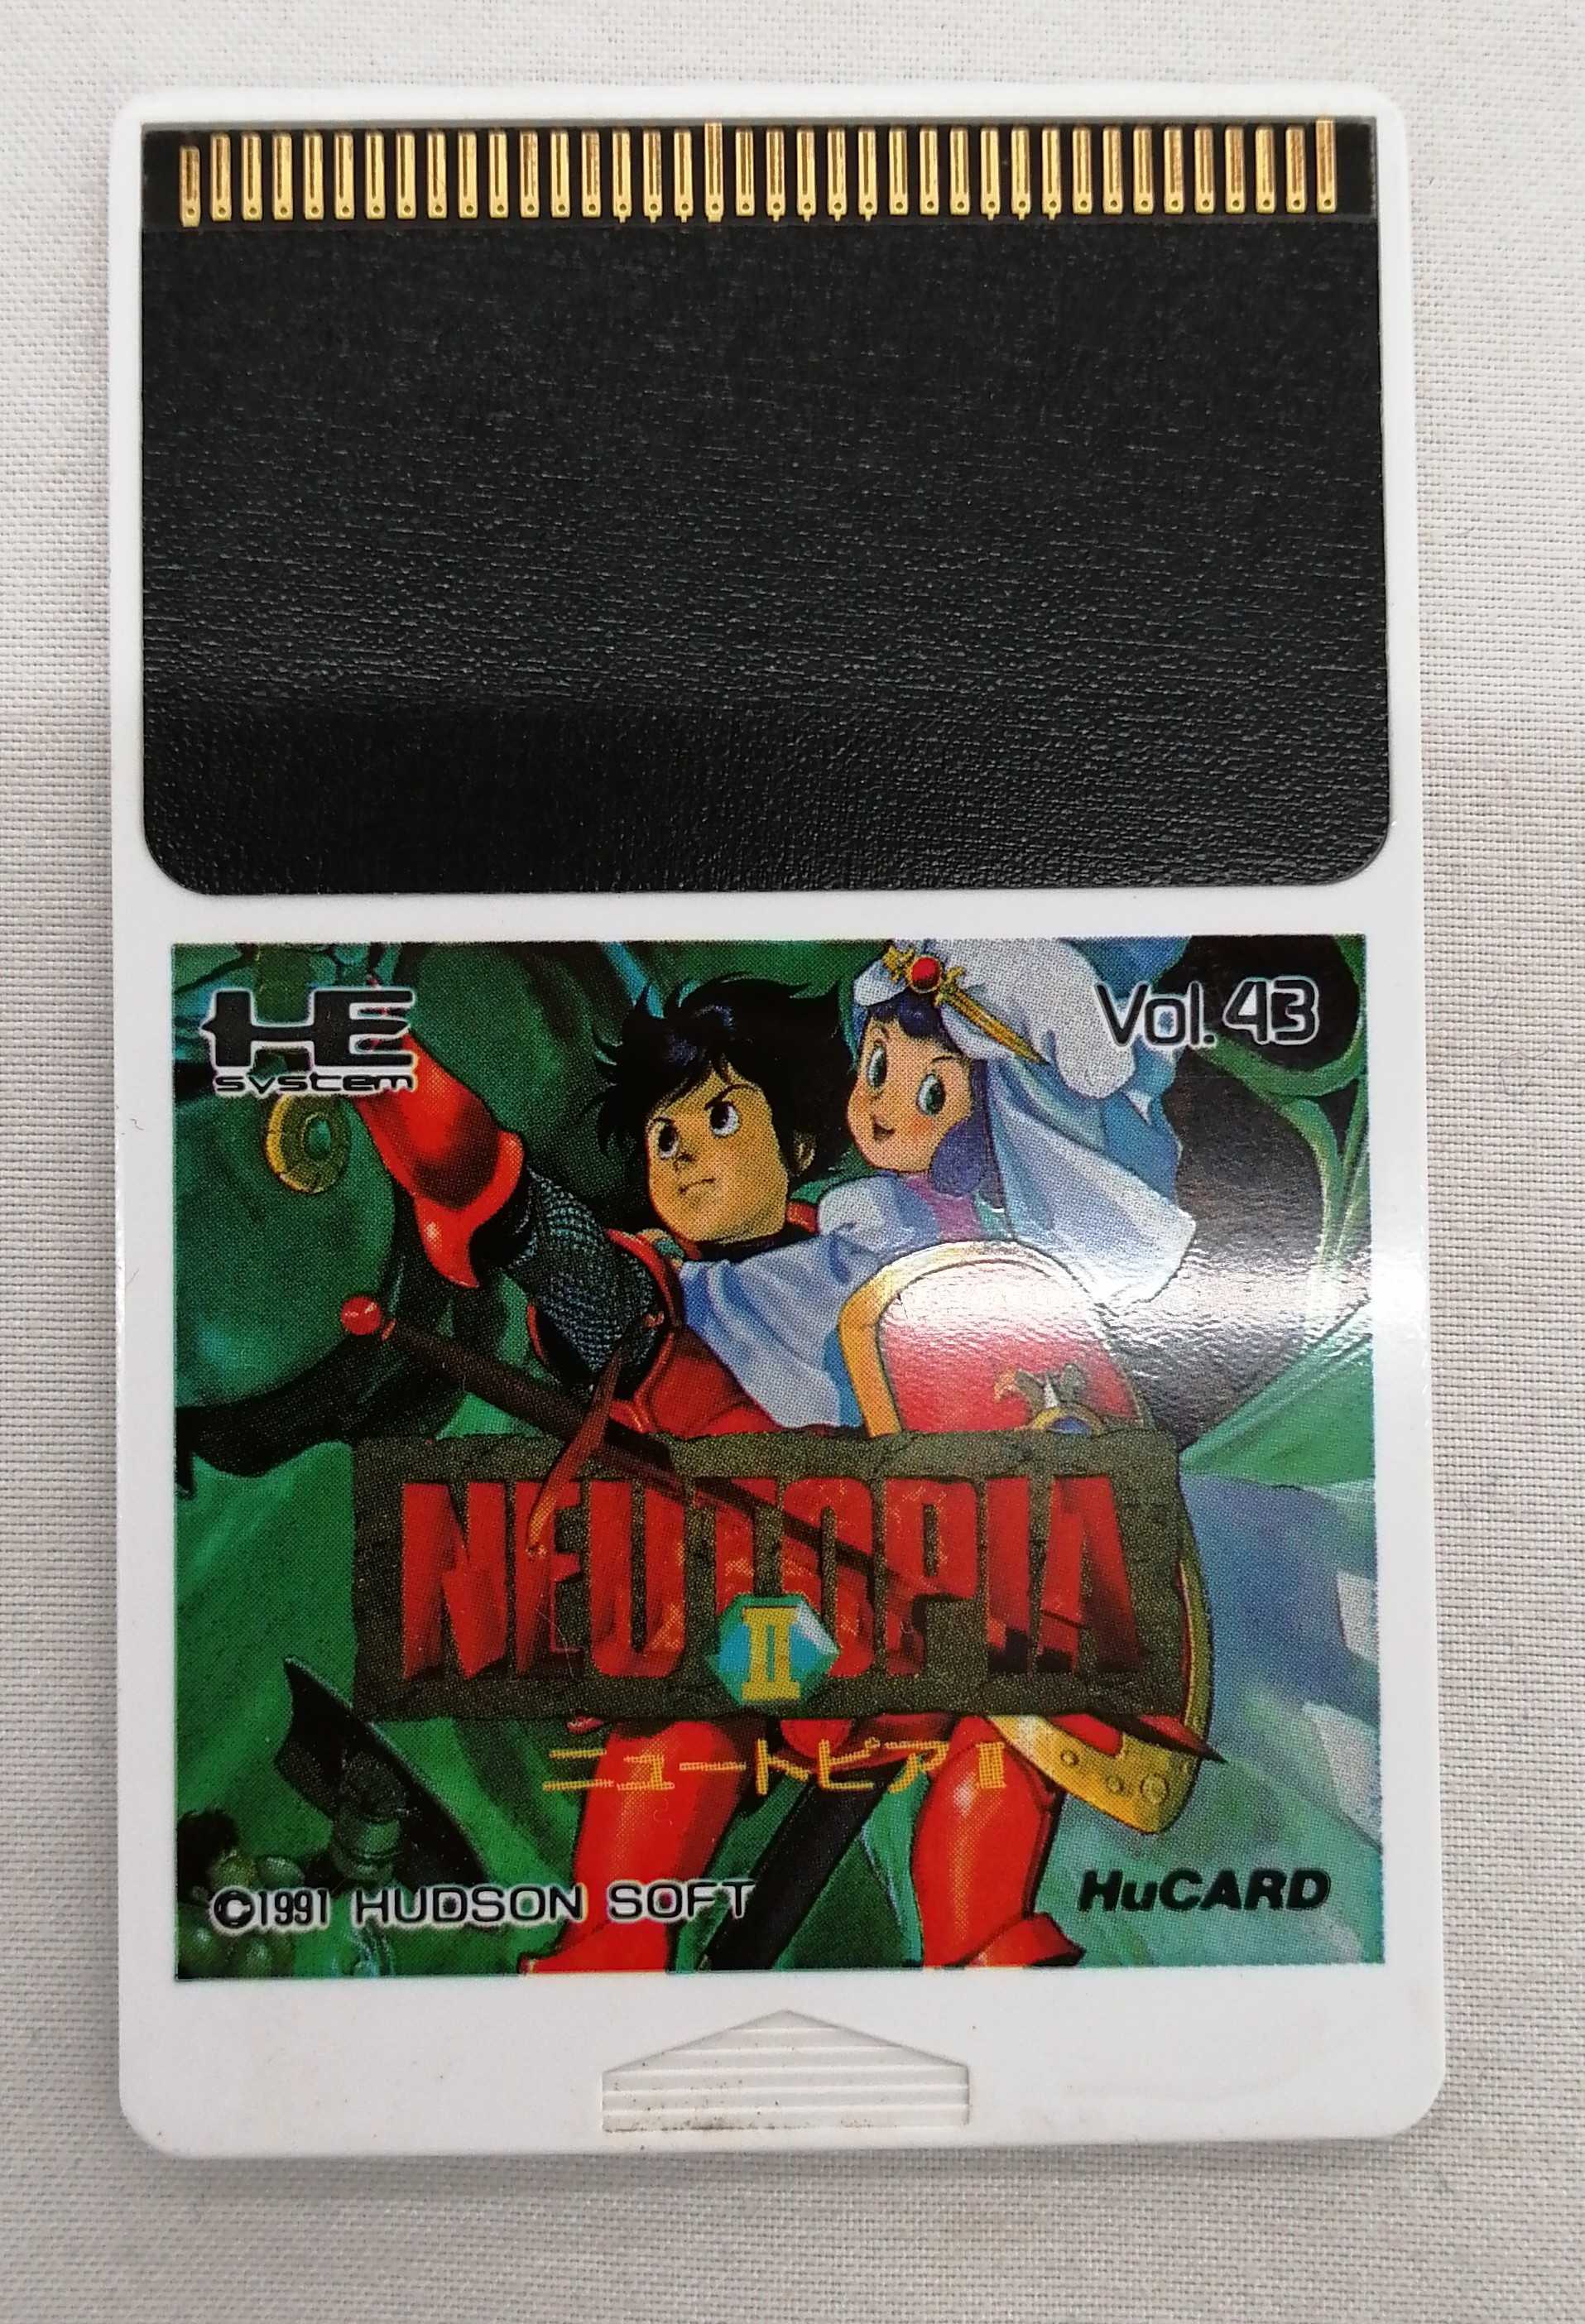 HE
system
Vol. 43
NEUTOPIA
II
ニュートピアII
©1991 HUDSON SOFT
HuCARD